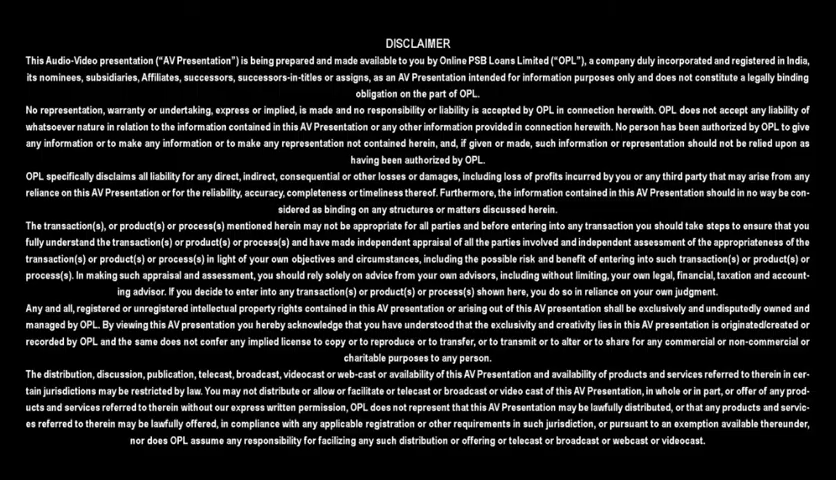 DISCLAIMER
This Audio-Video presentation (“AV Presentation”) is being prepared and made available to you by Online PSB Loans Limited (“OPL”), a company duly incorporated and registered in India,
its nominees, subsidiaries, Affiliates, successors, successors-in-titles or assigns, as an AV Presentation intended for information purposes only and does not constitute a legally binding
obligation on the part of OPL.
No representation, warranty or undertaking, express or implied, is made and no responsibility or liability is accepted by OPL in connection herewith. OPL does not accept any liability of
whatsoever nature in relation to the information contained in this AV Presentation or any other information provided in connection herewith. No person has been authorized by OPL to give
any information or to make any information or to make any representation not contained herein, and, if given or made, such information or representation should not be relied upon as
having been authorized by OPL.
OPL specifically disclaims all liability for any direct, indirect, consequential or other losses or damages, including loss of profits incurred by you or any third party that may arise from any
reliance on this AV Presentation or for the reliability, accuracy, completeness or timeliness thereof. Furthermore, the information contained in this AV Presentation should in no way be con-
sidered as binding on any structures or matters discussed herein.
The transaction(s), or product(s) or process(s) mentioned herein may not be appropriate for all parties and before entering into any transaction you should take steps to ensure that you
fully understand the transaction(s) or product(s) or process(s) and have made independent appraisal of all the parties involved and independent assessment of the appropriateness of the
transaction(s) or product(s) or process(s) in light of your own objectives and circumstances, including the possible risk and benefit of entering into such transaction(s) or product(s) or
process(s). In making such appraisal and assessment, you should rely solely on advice from your own advisors, including without limiting, your own legal, financial, taxation and account-
ing advisor. If you decide to enter into any transaction(s) or product(s) or process(s) shown here, you do so in reliance on your own judgment.
Any and all, registered or unregistered intellectual property rights contained in this AV presentation or arising out of this AV presentation shall be exclusively and undisputedly owned and
managed by OPL. By viewing this AV presentation you hereby acknowledge that you have understood that the exclusivity and creativity lies in this AV presentation is originated/created or
recorded by OPL and the same does not confer any implied license to copy or to reproduce or to transfer, or to transmit or to alter or to share for any commercial or non-commercial or
charitable purposes to any person.
The distribution, discussion, publication, telecast, broadcast, videocast or web-cast or availability of this AV Presentation and availability of products and services referred to therein in cer-
tain jurisdictions may be restricted by law. You may not distribute or allow or facilitate or telecast or broadcast or video cast of this AV Presentation, in whole or in part, or offer of any prod-
ucts and services referred to therein without our express written permission, OPL does not represent that this AV Presentation may be lawfully distributed, or that any products and servic-
es referred to therein may be lawfully offered, in compliance with any applicable registration or other requirements in such jurisdiction, or pursuant to an exemption available thereunder,
nor does OPL assume any responsibility for facilizing any such distribution or offering or telecast or broadcast or webcast or videocast.